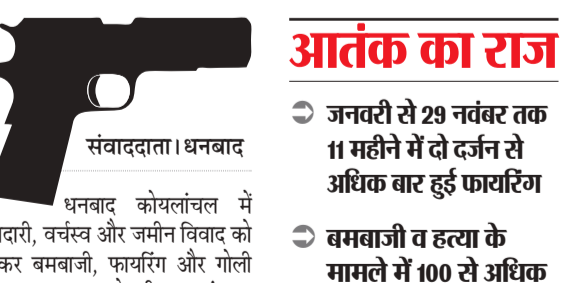 संवाददाता। धनबाद
धनबाद कोयलांचल में
दारी, वर्चस्व और जमीन विवाद को
कर बमबाजी, फायरिंग और गोली
आतंक का राज
जनवरी से 29 नवंबर तक
11 महीने में दो दर्जन से
अधिक बार हुई फायरिंग
बमबाजी व हत्या के
मामले में 100 से अधिक